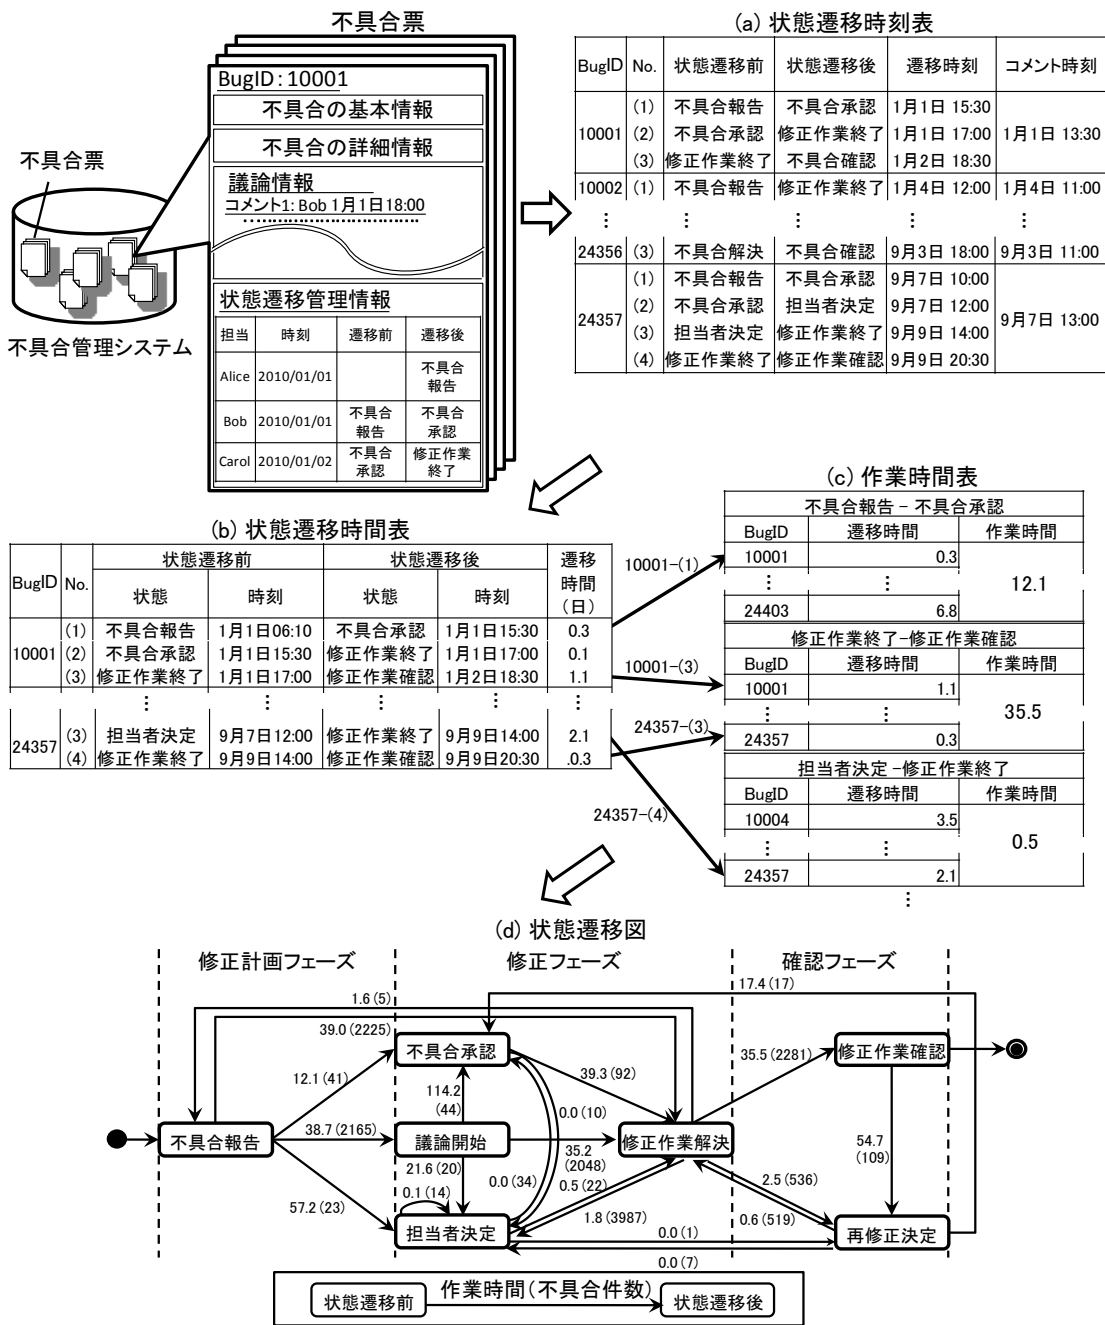 不具合票
BugID：10001
不具合の基本情報
不具合の詳細情報
議論情報
コメント1: Bob 1月1日18:00
状態遷移管理情報
担当 時刻 遷移前 遷移後
Alice 2010/01/01 不具合
報告
Bob 2010/01/01 不具合 不具合
報告 承認
Carol 2010/01/02 不具合 修正作業
承認 終了
不具合票
不具合管理システム
(a) 状態遷移時刻表
BugID No. 状態遷移前 状態遷移後 遷移時刻 コメント時刻
(1) 不具合報告 不具合承認 1月1日 15:30
10001 (2) 不具合承認 修正作業終了 1月1日 17:00 1月1日 13:30
(3) 修正作業終了 不具合確認 1月2日 18:30
10002 (1) 不具合報告 修正作業終了 1月4日 12:00 1月4日 11:00
⋮ ⋮ ⋮ ⋮ ⋮
24356 (3) 不具合解決 不具合確認 9月3日 18:00 9月3日 11:00
(1) 不具合報告 不具合承認 9月7日 10:00
(2) 不具合承認 担当者決定 9月7日 12:00
24357 9月7日 13:00
(3) 担当者決定 修正作業終了 9月9日 14:00
(4) 修正作業終了 修正作業確認 9月9日 20:30
(b) 状態遷移時間表
状態遷移前 状態遷移後 遷移
BugID No. 時間
状態 時刻 状態 時刻 (日)
(1) 不具合報告 1月1日06:10 不具合承認 1月1日15:30 0.3
10001 (2) 不具合承認 1月1日15:30 修正作業終了 1月1日17:00 0.1
(3) 修正作業終了 1月1日17:00 修正作業確認 1月2日18:30 1.1
⋮ ⋮ ⋮ ⋮ ⋮
(3) 担当者決定 9月7日12:00 修正作業終了 9月9日14:00 2.1
24357
(4) 修正作業終了 9月9日14:00 修正作業確認 9月9日20:30 .0.3
10001-(1)
10001-(3)
24357-(3)
24357-(4)
(c) 作業時間表
不具合報告 - 不具合承認
BugID 遷移時間 作業時間
10001 0.3
⋮ ⋮ 12.1
24403 6.8
修正作業終了-修正作業確認
BugID 遷移時間 作業時間
10001 1.1
⋮ ⋮ 35.5
24357 0.3
担当者決定 -修正作業終了
BugID 遷移時間 作業時間
10004 3.5
⋮ ⋮ 0.5
24357 2.1
⋮
(d) 状態遷移図
修正計画フェーズ 修正フェーズ 確認フェーズ
17.4 (17)
1.6 (5)
39.0 (2225)
不具合承認 修正作業確認
35.5 (2281)
39.3 (92)
12.1 (41)
114.2
(44)
0.0 (10)
不具合報告 38.7 (2165) 議論開始 修正作業解決
35.2
(2048)
54.7
(109)
21.6 (20)
0.0 (34)
0.5 (22)
2.5 (536)
0.1 (14)
57.2 (23)
1.8 (3987)
0.6 (519)
担当者決定 再修正決定
0.0 (1)
0.0 (7)
作業時間(不具合件数)
状態遷移前 状態遷移後